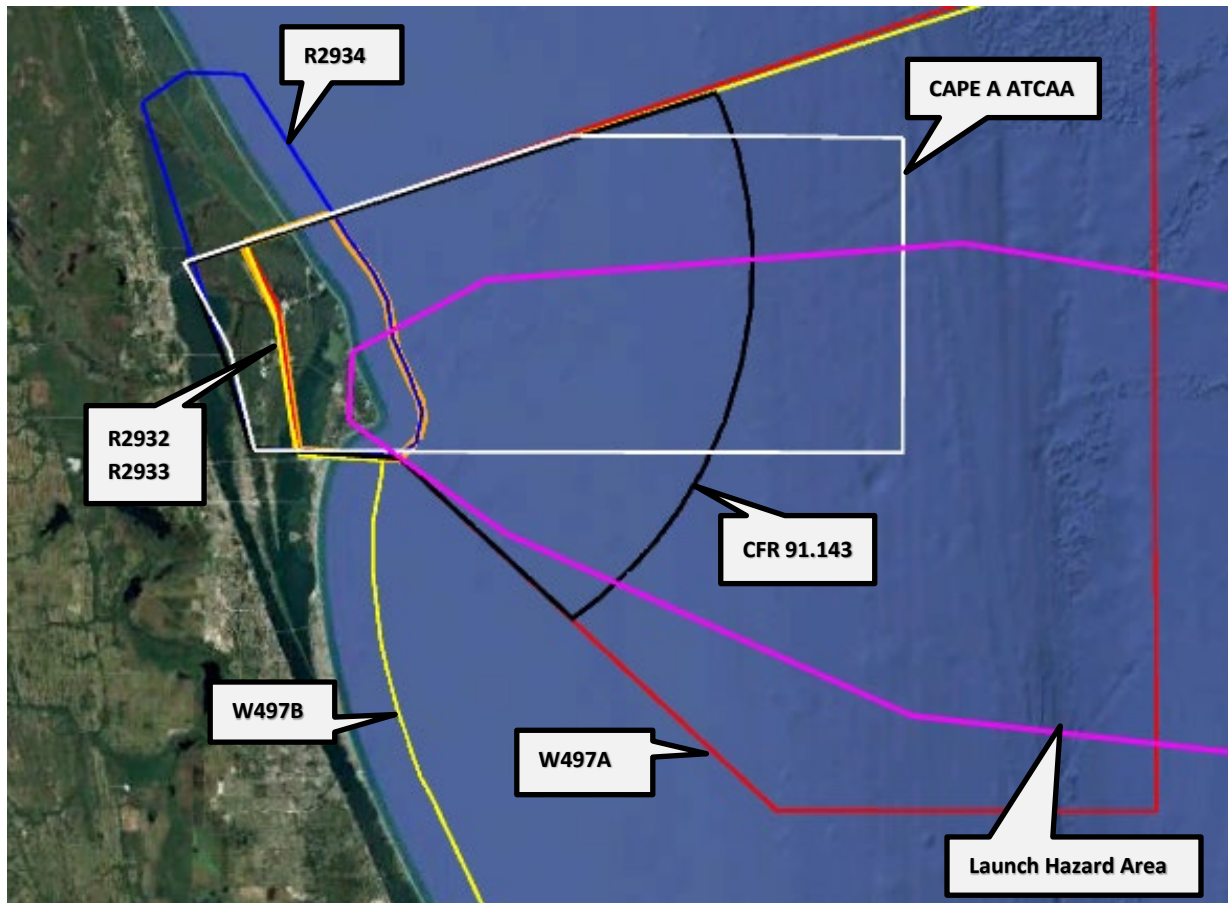 R2934
CAPE A ATCAA
R2932
R2933
CFR 91.143
W497B
W497A
Launch Hazard Area